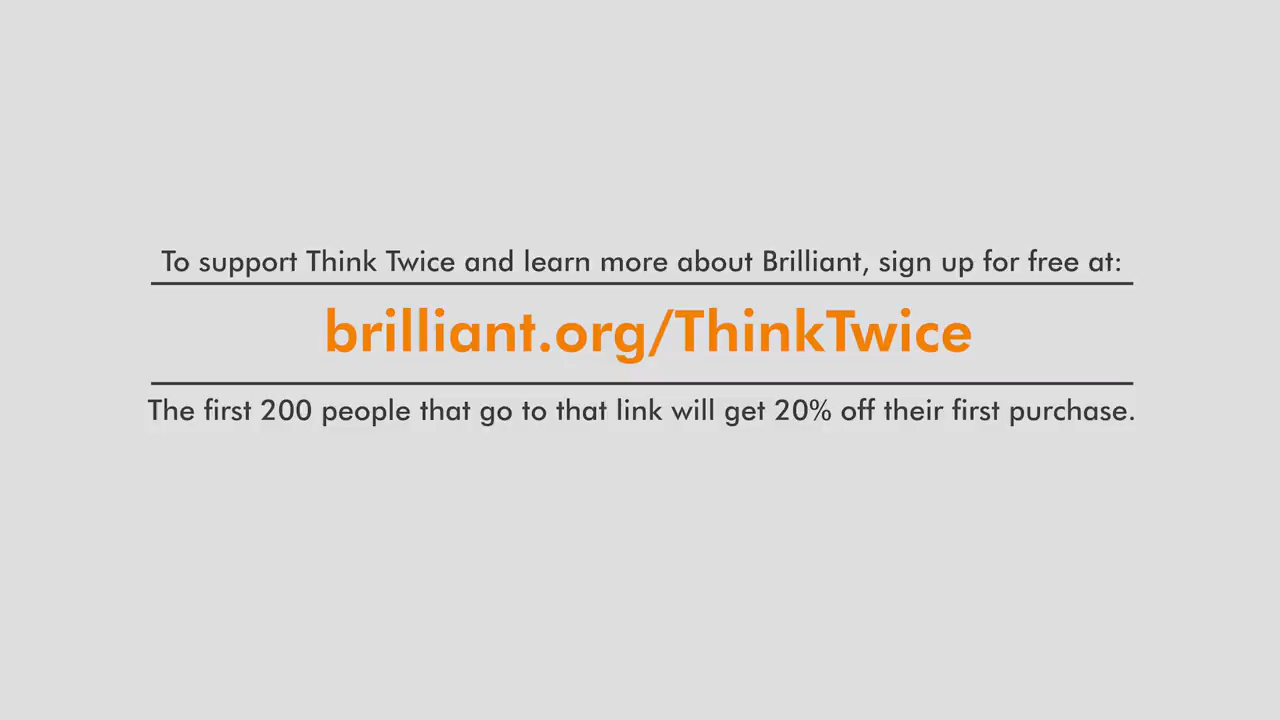 To support Think Twice and learn more about Brilliant, sign up for free at:
brilliant.org/ThinkTwice
The first 200 people that go to that link will get 20% off their first purchase.